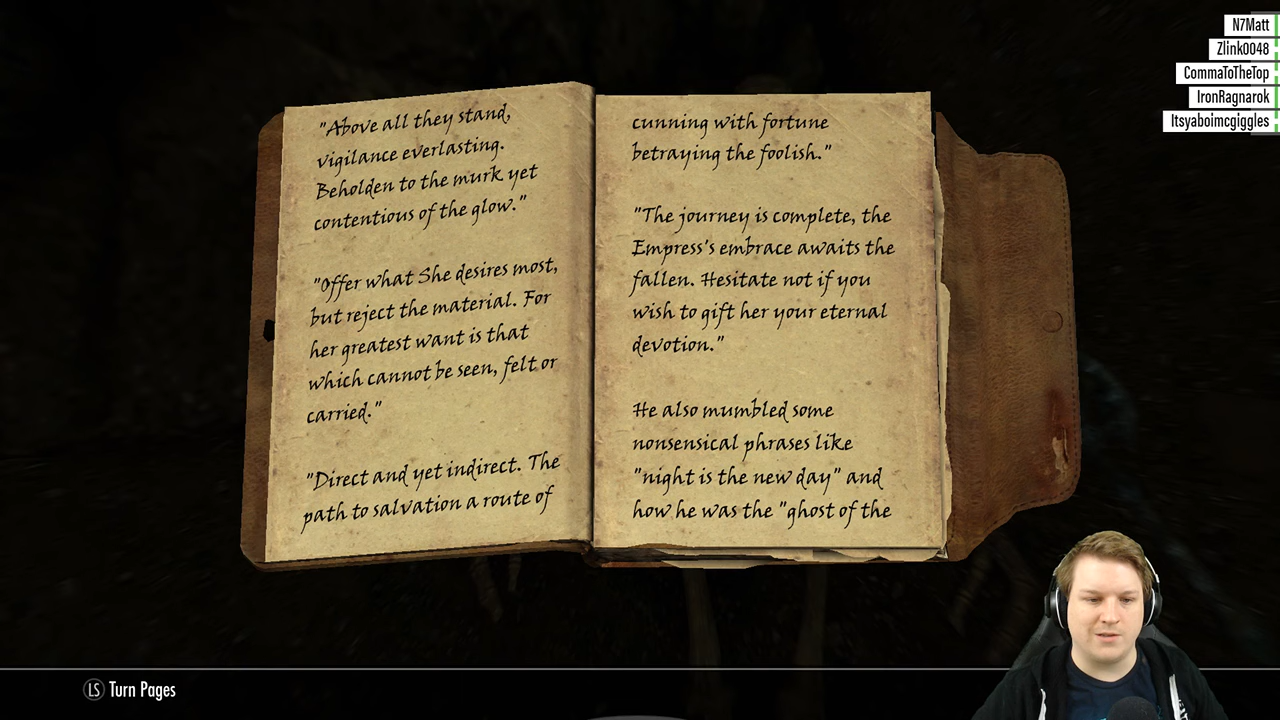 N7Matt
Zlink0048
CommaToTheTop
IronRagnarok
Itsyaboimcgiggles
"Above all they stand,
vigilance everlasting.
Beholden to the murk yet
contentious of the glow."
"Offer what She desires most,
but reject the material. For
her greatest want is that
which cannot be seen, felt or
carried."
"Direct and yet indirect. The
path to salvation a route of
cunning with fortune
betraying the foolish."
"The journey is complete, the
Empress's embrace awaits the
fallen. Hesitate not if you
wish to gift her your eternal
devotion."
He also mumbled some
nonsensical phrases like
"night is the new day" and
how he was the "ghost of the
LS Turn Pages